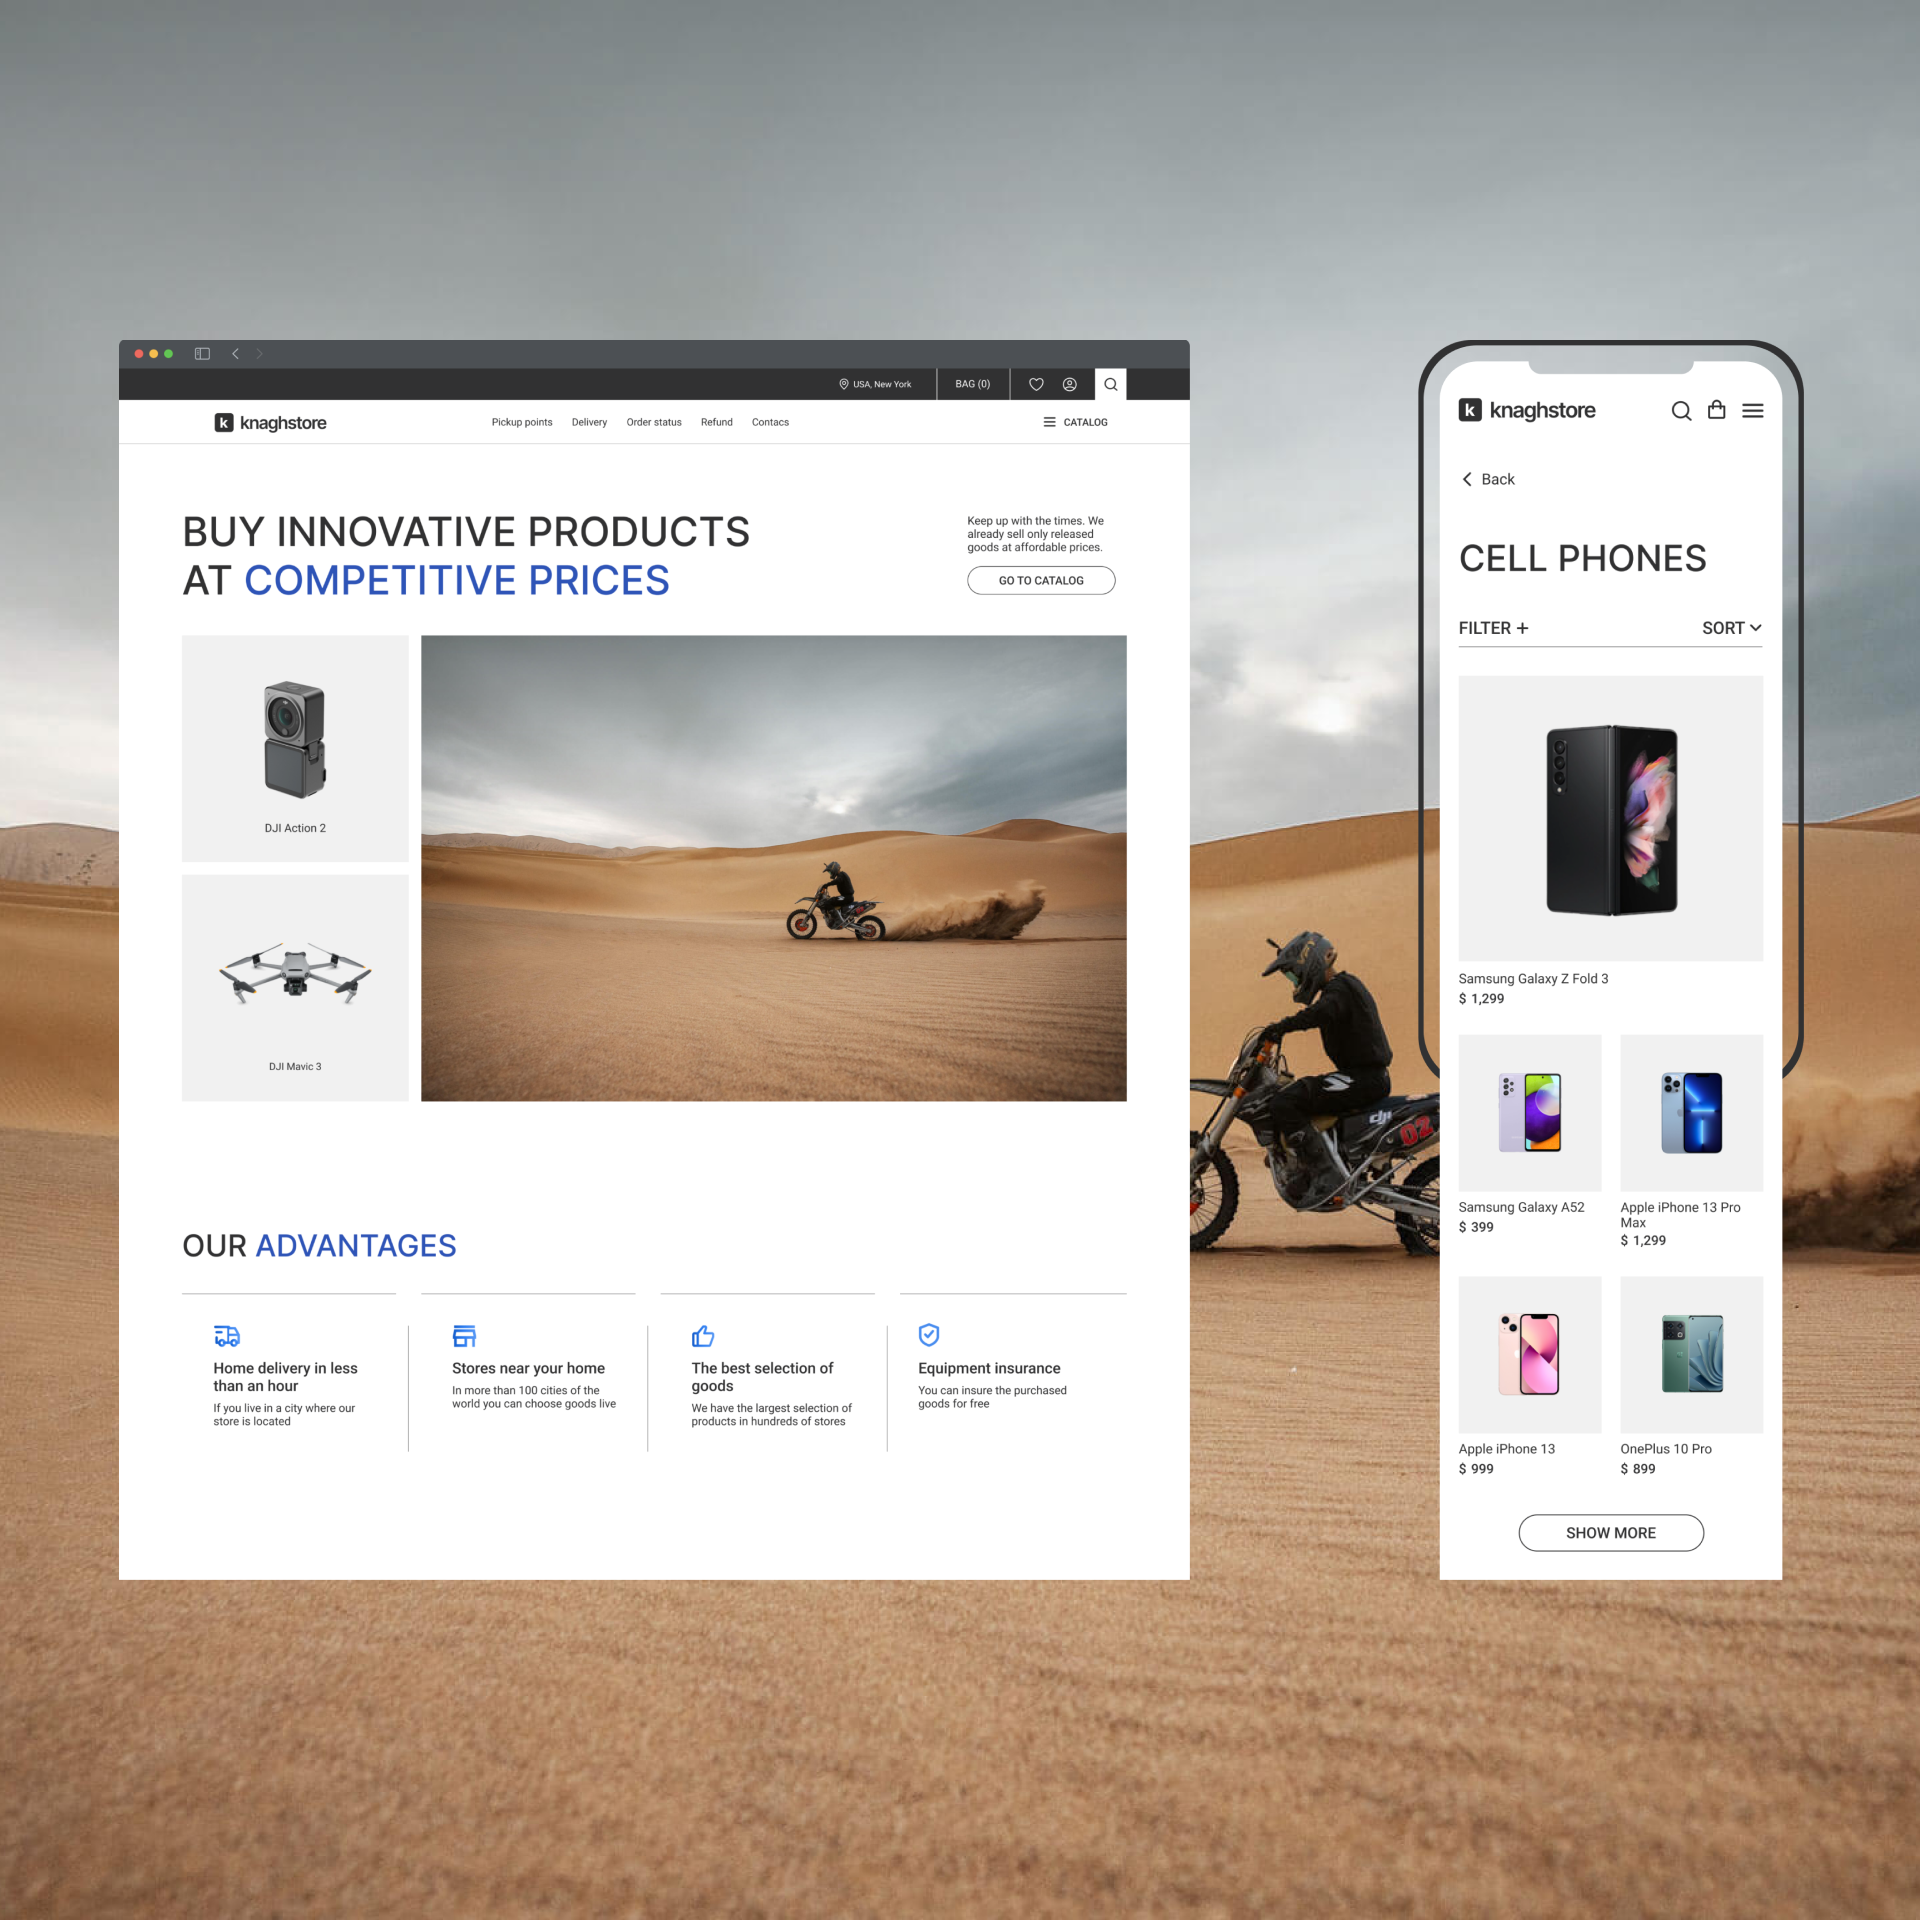 USA, New York
BAG (0)
k knaghstore
Pickup points
Delivery
Order status
Refund
Contacs
CATALOG
BUY INNOVATIVE PRODUCTS
AT COMPETITIVE PRICES
Keep up with the times. We
already sell only released
goods at affordable prices.
GO TO CATALOG
DJI Action 2
DJI Mavic 3
OUR ADVANTAGES
Home delivery in less
than an hour
If you live in a city where our
store is located
Stores near your home
In more than 100 cities of the
world you can choose goods live
The best selection of
goods
We have the largest selection of
products in hundreds of stores
Equipment insurance
You can insure the purchased
goods for free
dji
02
k knaghstore
Back
CELL PHONES
FILTER +
SORT
Samsung Galaxy Z Fold 3
$ 1,299
Samsung Galaxy A52
$ 399
Apple iPhone 13 Pro
Max
$ 1,299
Apple iPhone 13
$ 999
OnePlus 10 Pro
$ 899
SHOW MORE